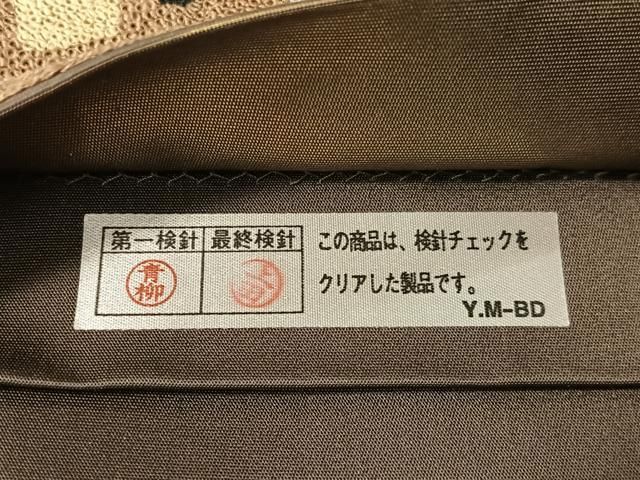 第一検針 最終検針
青柳
この商品は、検針チェックを
クリアした製品です。
Y.M-BD